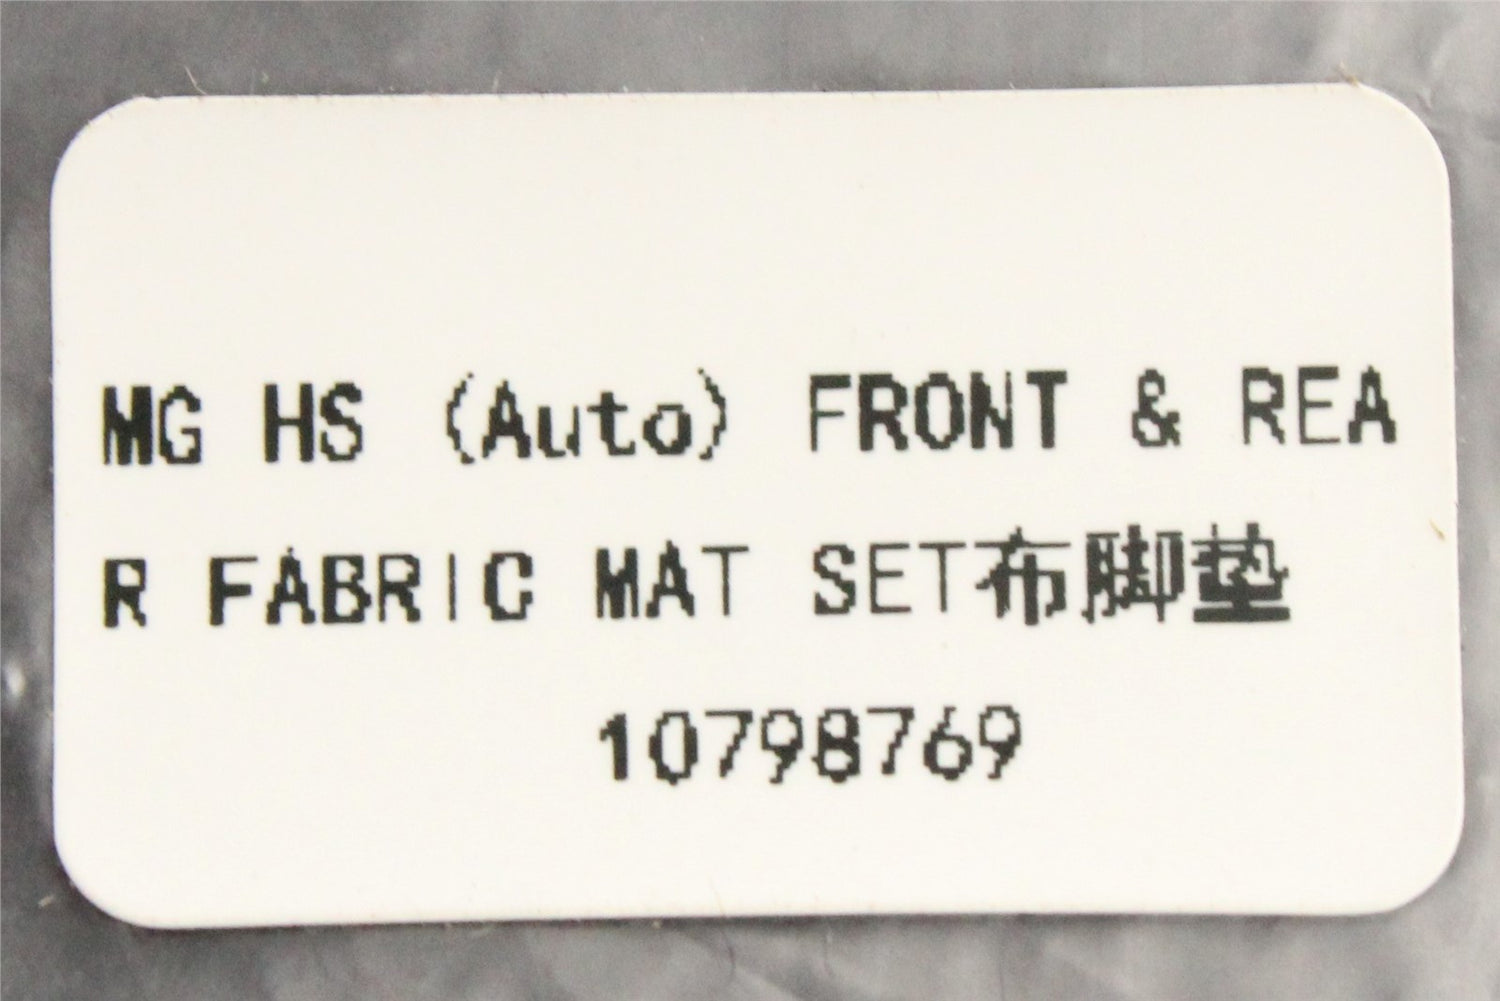 MG HS (Auto) FRONT & REA
R FABRIC MAT SET布脚垫
10798769